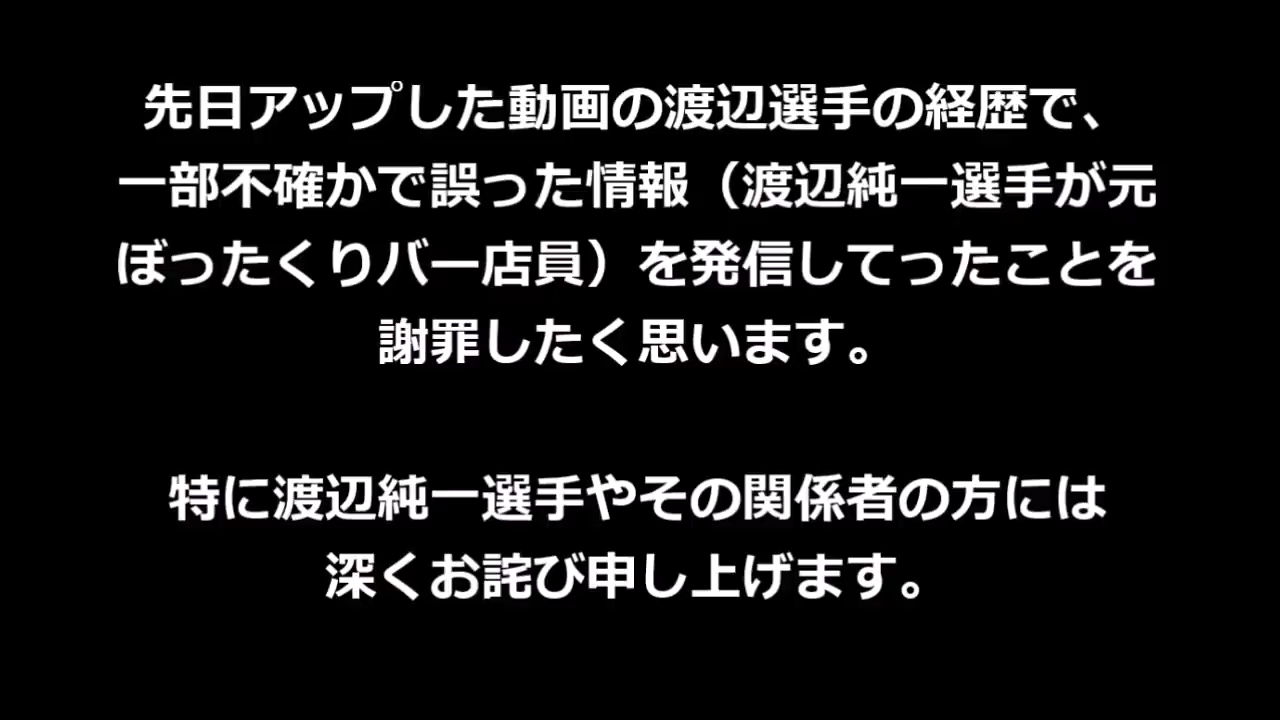 先日アップした動画の渡辺選手の経歴で、
一部不確かで誤った情報（渡辺純一選手が元
ぼったくりバー店員）を発信してったことを
謝罪したく思います。
特に渡辺純一選手やその関係者の方には
深くお詫び申し上げます。